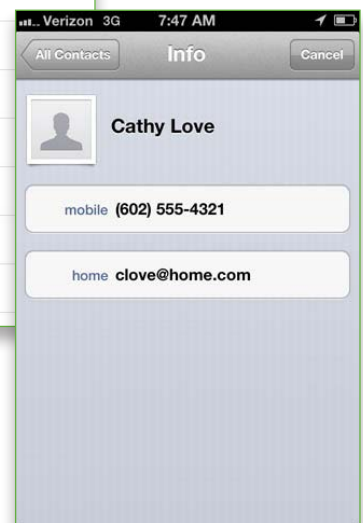 Verizon 3G 7:47 AM
All Contacts Info Cancel
Cathy Love
mobile (602) 555-4321
home clove@home.com